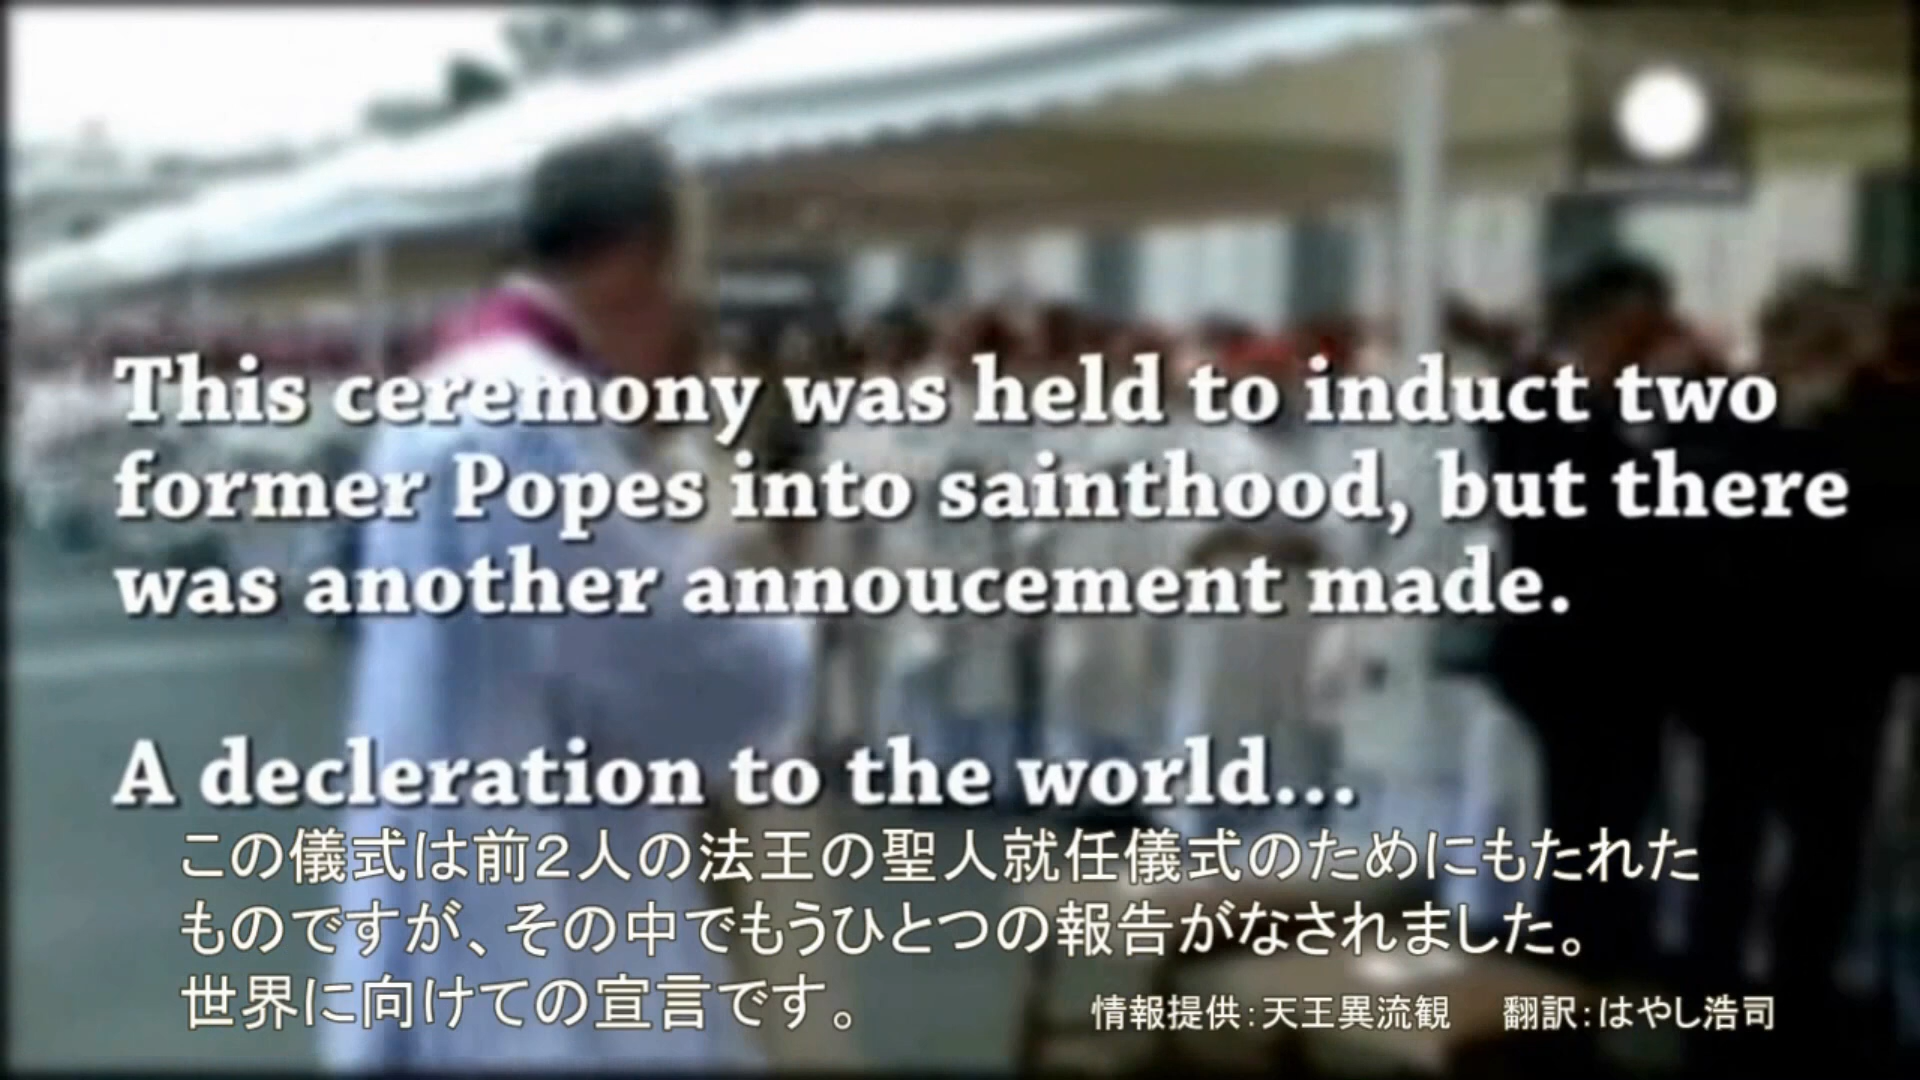 This ceremony was held to induct two
former Popes into sainthood, but there
was another annoucement made.
A decleration to the world...
この儀式は前２人の法王の聖人就任儀式のためにもたれた
ものですが、その中でもうひとつの報告がなされました。
世界に向けての宣言です。
情報提供：天王異流観　翻訳：はやし浩司